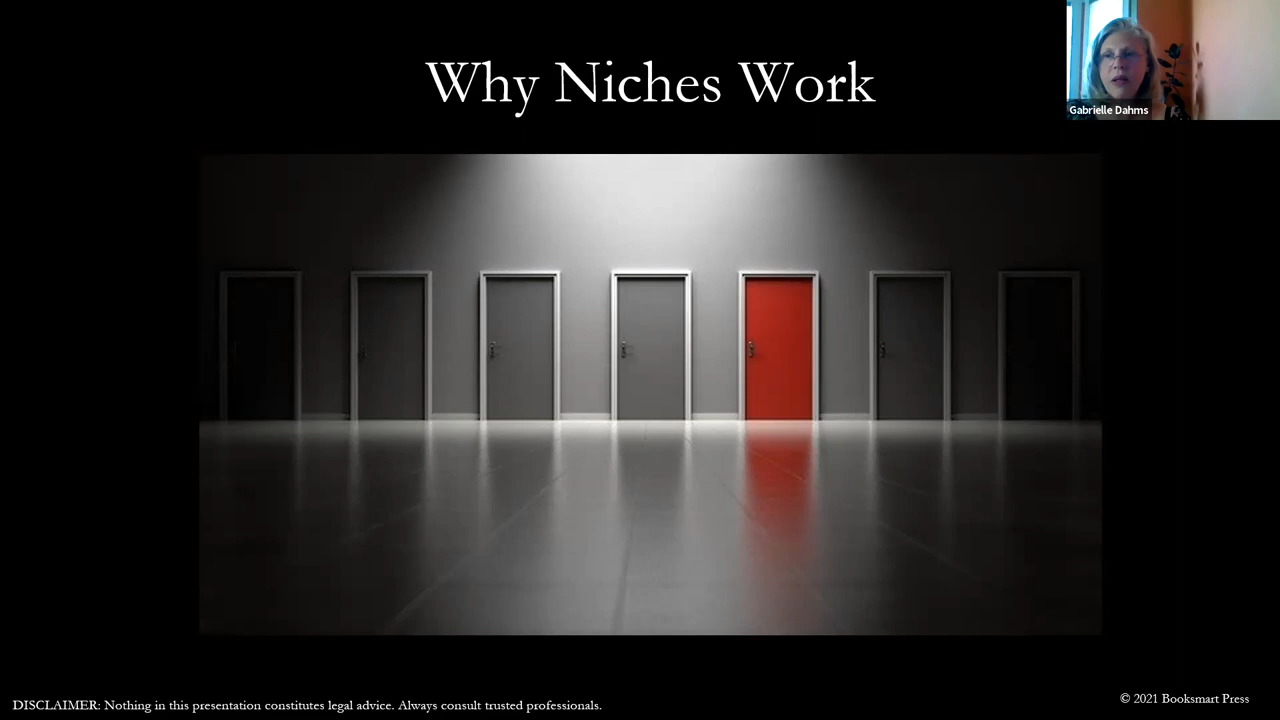 Why Niches Work
Gabrielle Dahms
DISCLAIMER: Nothing in this presentation constitutes legal advice. Always consult trusted professionals.
© 2021 Booksmart Press